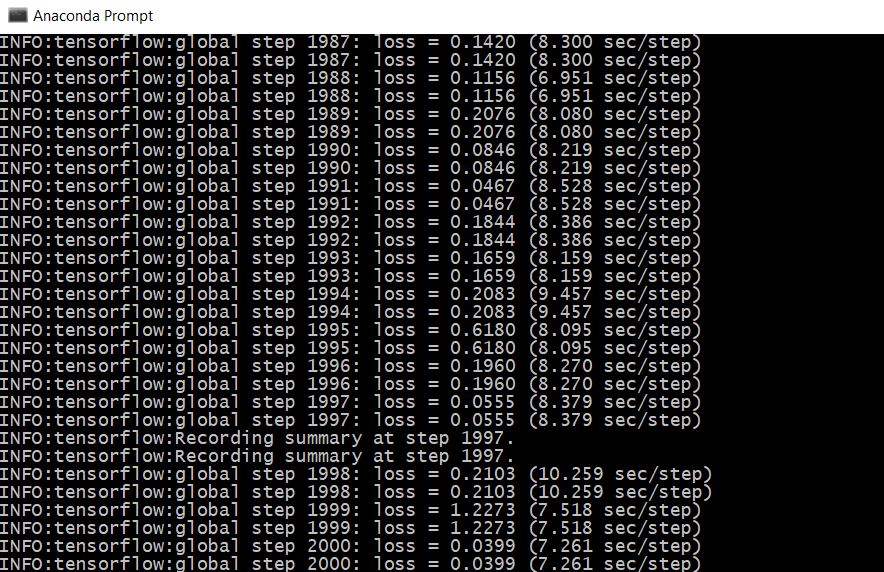 Anaconda Prompt
INFO:tensorflow:global step 1987: loss = 0.1420 (8.300 sec/step)
INFO:tensorflow:global step 1987: loss = 0.1420 (8.300 sec/step)
INFO:tensorflow:global step 1988: loss = 0.1156 (6.951 sec/step)
INFO:tensorflow:global step 1988: loss = 0.1156 (6.951 sec/step)
INFO:tensorflow:global step 1989: loss = 0.2076 (8.080 sec/step)
INFO:tensorflow:global step 1989: loss = 0.2076 (8.080 sec/step)
INFO:tensorflow:global step 1990: loss = 0.0846 (8.219 sec/step)
INFO:tensorflow:global step 1990: loss = 0.0846 (8.219 sec/step)
INFO:tensorflow:global step 1991: loss = 0.0467 (8.528 sec/step)
INFO:tensorflow:global step 1991: loss = 0.0467 (8.528 sec/step)
INFO:tensorflow:global step 1992: loss = 0.1844 (8.386 sec/step)
INFO:tensorflow:global step 1992: loss = 0.1844 (8.386 sec/step)
INFO:tensorflow:global step 1993: loss = 0.1659 (8.159 sec/step)
INFO:tensorflow:global step 1993: loss = 0.1659 (8.159 sec/step)
INFO:tensorflow:global step 1994: loss = 0.2083 (9.457 sec/step)
INFO:tensorflow:global step 1994: loss = 0.2083 (9.457 sec/step)
INFO:tensorflow:global step 1995: loss = 0.6180 (8.095 sec/step)
INFO:tensorflow:global step 1995: loss = 0.6180 (8.095 sec/step)
INFO:tensorflow:global step 1996: loss = 0.1960 (8.270 sec/step)
INFO:tensorflow:global step 1996: loss = 0.1960 (8.270 sec/step)
INFO:tensorflow:global step 1997: loss = 0.0555 (8.379 sec/step)
INFO:tensorflow:global step 1997: loss = 0.0555 (8.379 sec/step)
INFO:tensorflow:Recording summary at step 1997.
INFO:tensorflow:Recording summary at step 1997.
INFO:tensorflow:global step 1998: loss = 0.2103 (10.259 sec/step)
INFO:tensorflow:global step 1998: loss = 0.2103 (10.259 sec/step)
INFO:tensorflow:global step 1999: loss = 1.2273 (7.518 sec/step)
INFO:tensorflow:global step 1999: loss = 1.2273 (7.518 sec/step)
INFO:tensorflow:global step 2000: loss = 0.0399 (7.261 sec/step)
INFO:tensorflow:global step 2000: loss = 0.0399 (7.261 sec/step)